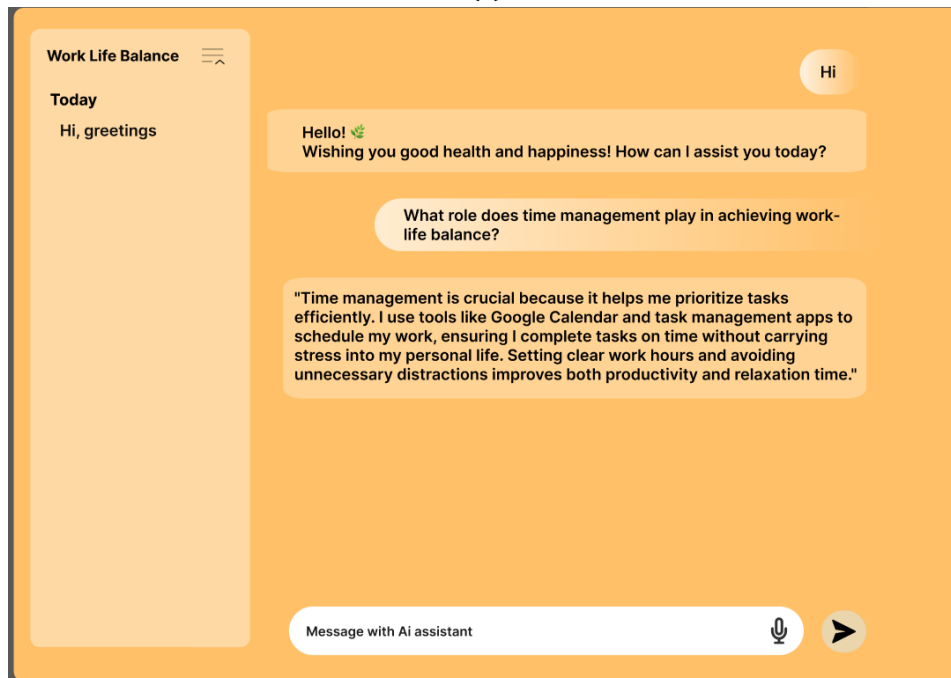 Work Life Balance
Today
Hi, greetings
Hi
Hello! 🌿
Wishing you good health and happiness! How can I assist you today?
What role does time management play in achieving work-
life balance?
"Time management is crucial because it helps me prioritize tasks
efficiently. I use tools like Google Calendar and task management apps to
schedule my work, ensuring I complete tasks on time without carrying
stress into my personal life. Setting clear work hours and avoiding
unnecessary distractions improves both productivity and relaxation time."
Message with Ai assistant